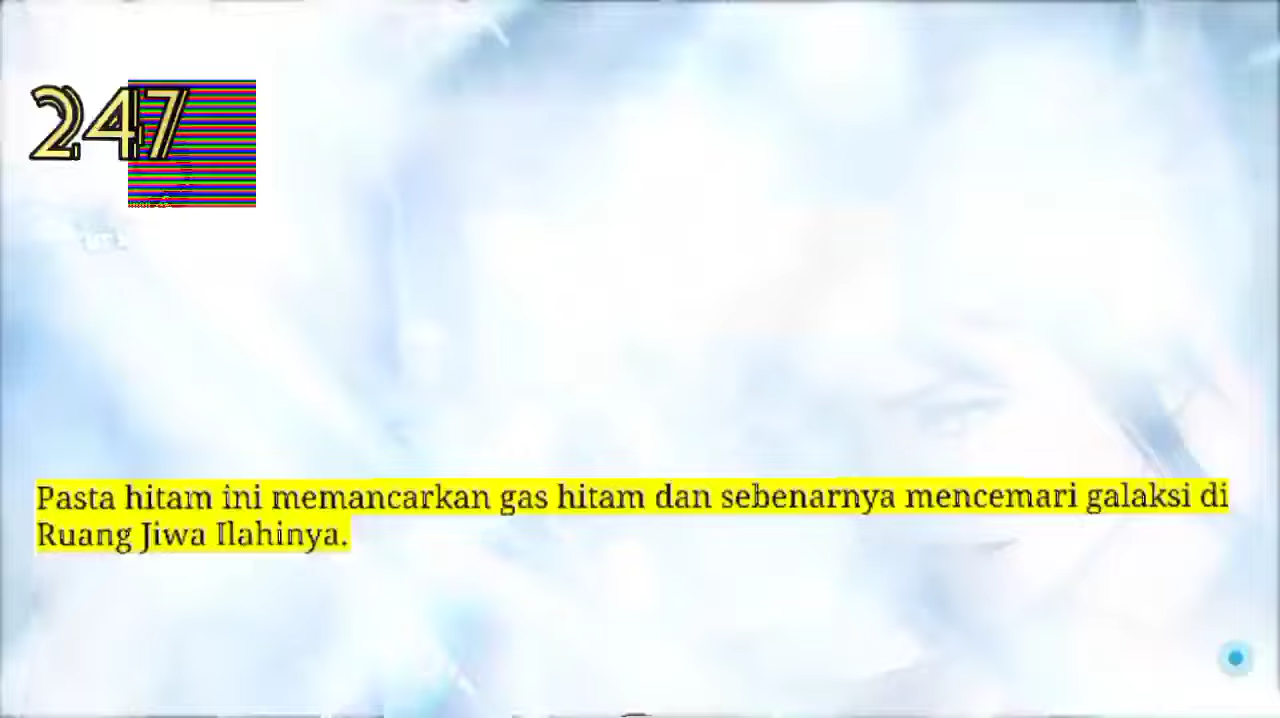 247
Pasta hitam ini memancarkan gas hitam dan sebenarnya mencemari galaksi di
Ruang Jiwa Ilahinya.